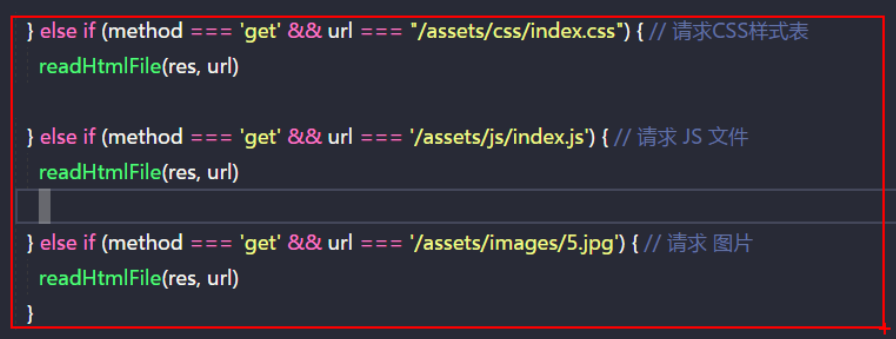 } else if (method === 'get' && url === "/assets/css/index.css") { // 请求CSS样式表
readHtmlFile(res, url)
} else if (method === 'get' && url === '/assets/js/index.js') { // 请求 JS 文件
readHtmlFile(res, url)
} else if (method === 'get' && url === '/assets/images/5.jpg') { // 请求 图片
readHtmlFile(res, url)
}